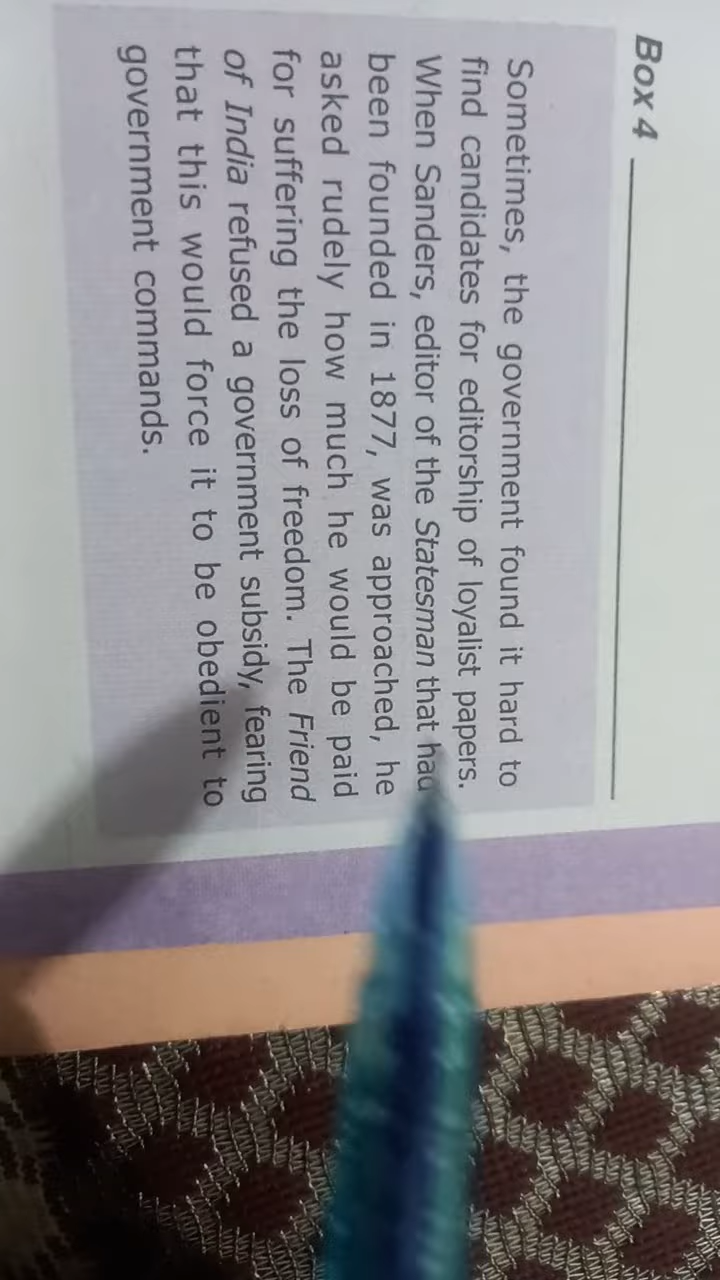 Box 4
Sometimes, the government found it hard to
find candidates for editorship of loyalist papers.
When Sanders, editor of the Statesman that had
been founded in 1877, was approached, he
asked rudely how much he would be paid
for suffering the loss of freedom. The Friend
of India refused a government subsidy, fearing
that this would force it to be obedient to
government commands.